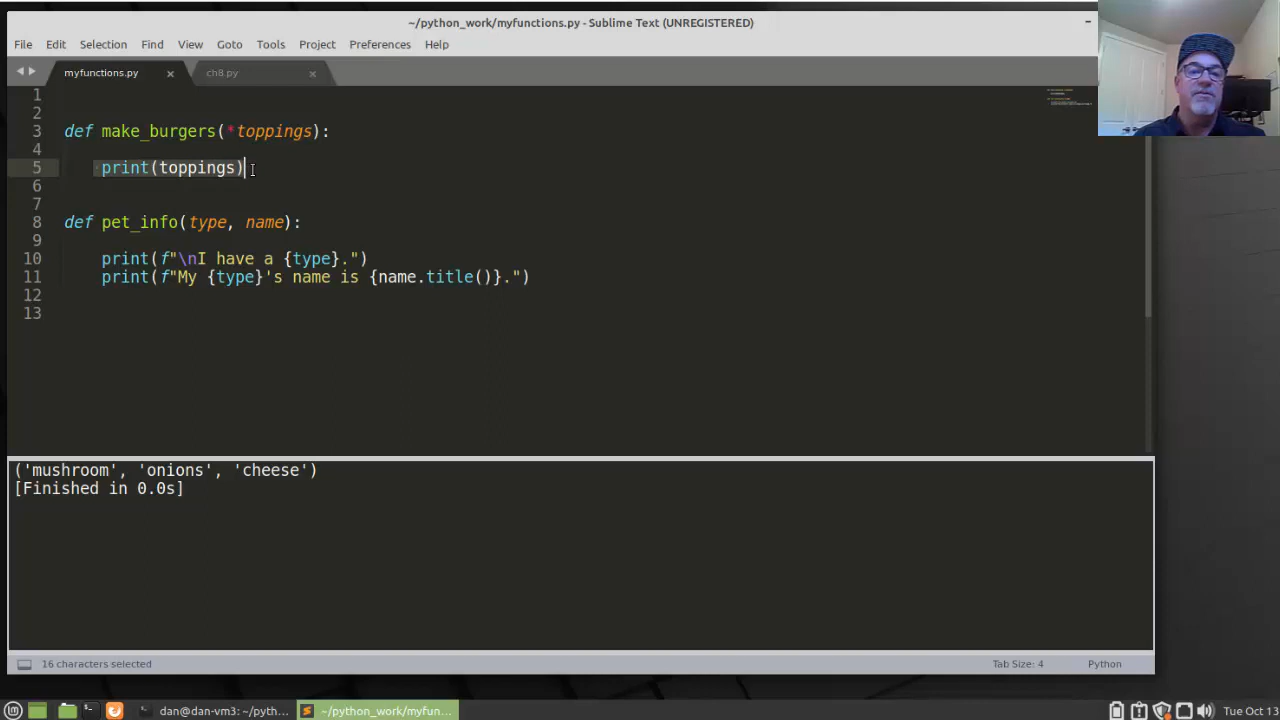 ~/python_work/myfunctions.py - Sublime Text (UNREGISTERED)
File Edit Selection Find View Goto Tools Project Preferences Help
myfunctions.py ch8.py
1
2
3 def make_burgers(*toppings):
4
5 print(toppings)
6
7
8 def pet_info(type, name):
9
10 print(f"\nI have a {type}.")
11 print(f"My {type}'s name is {name.title()}.")
12
13
('mushroom', 'onions', 'cheese')
[Finished in 0.0s]
16 characters selected Tab Size: 4 Python
dan@dan-vm3: ~/pyth... ~/python_work/myfun... Tue Oct 13